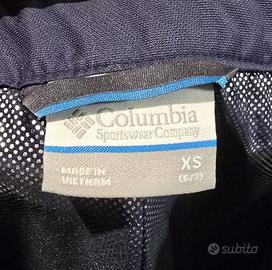 Columbia
Sportswear Company
MADE IN
VIETNAM
XS
(6/7)
subito